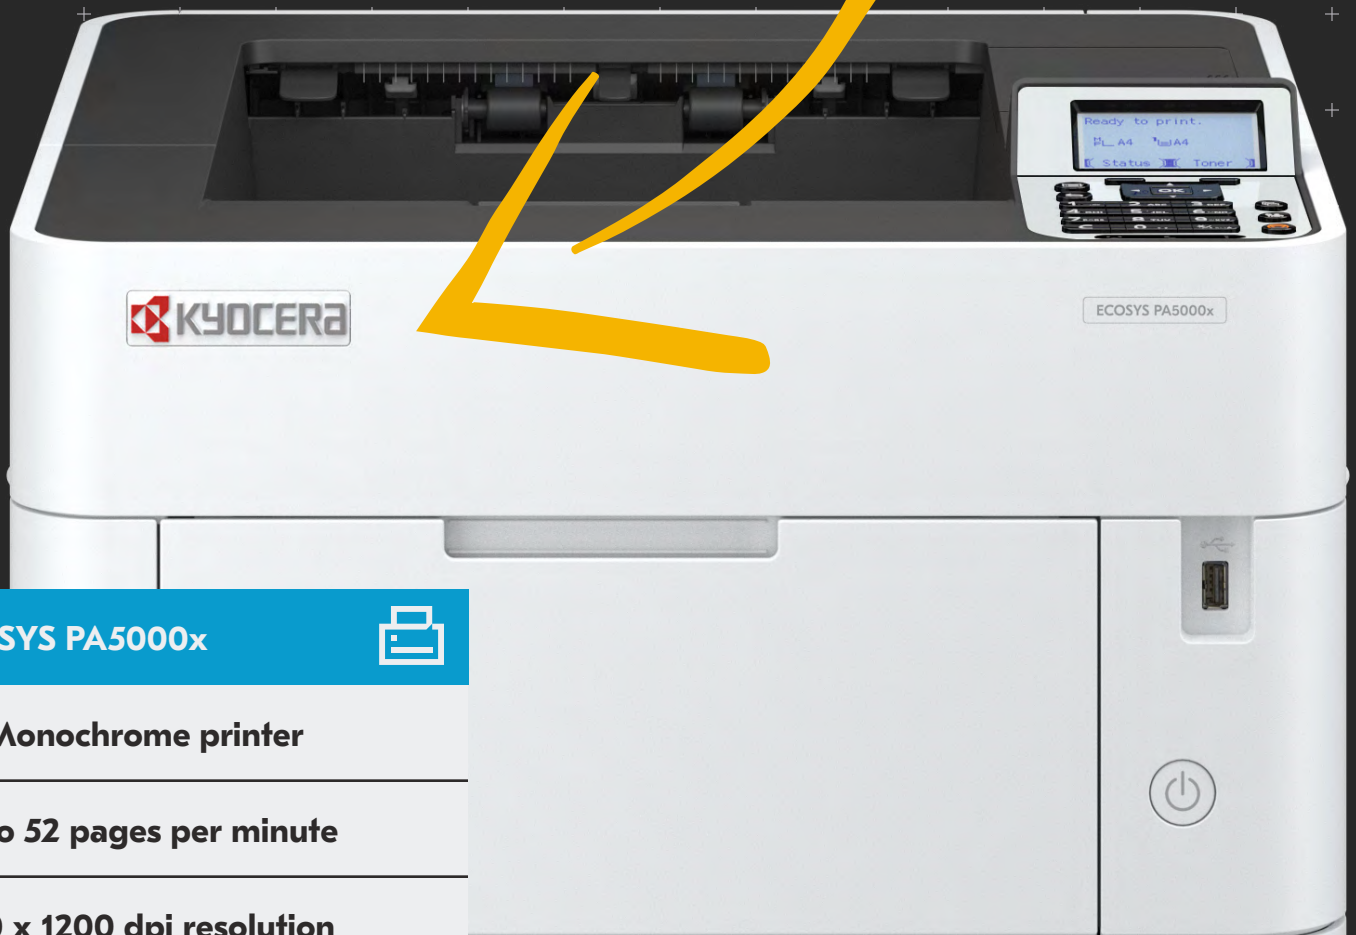 Ready to print.
A4 A4
Status Toner
OK
KYOCERA
ECOSYS PA5000x
SYS PA5000x
Monochrome printer
o 52 pages per minute
x 1200 dpi resolution